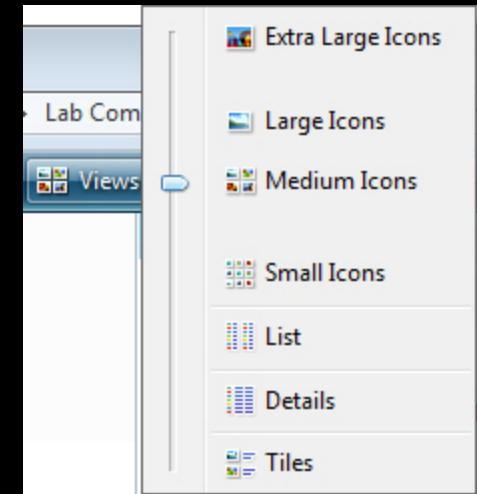 Extra Large Icons
Lab Com
Large Icons
Views
Medium Icons
Small Icons
List
Details
Tiles